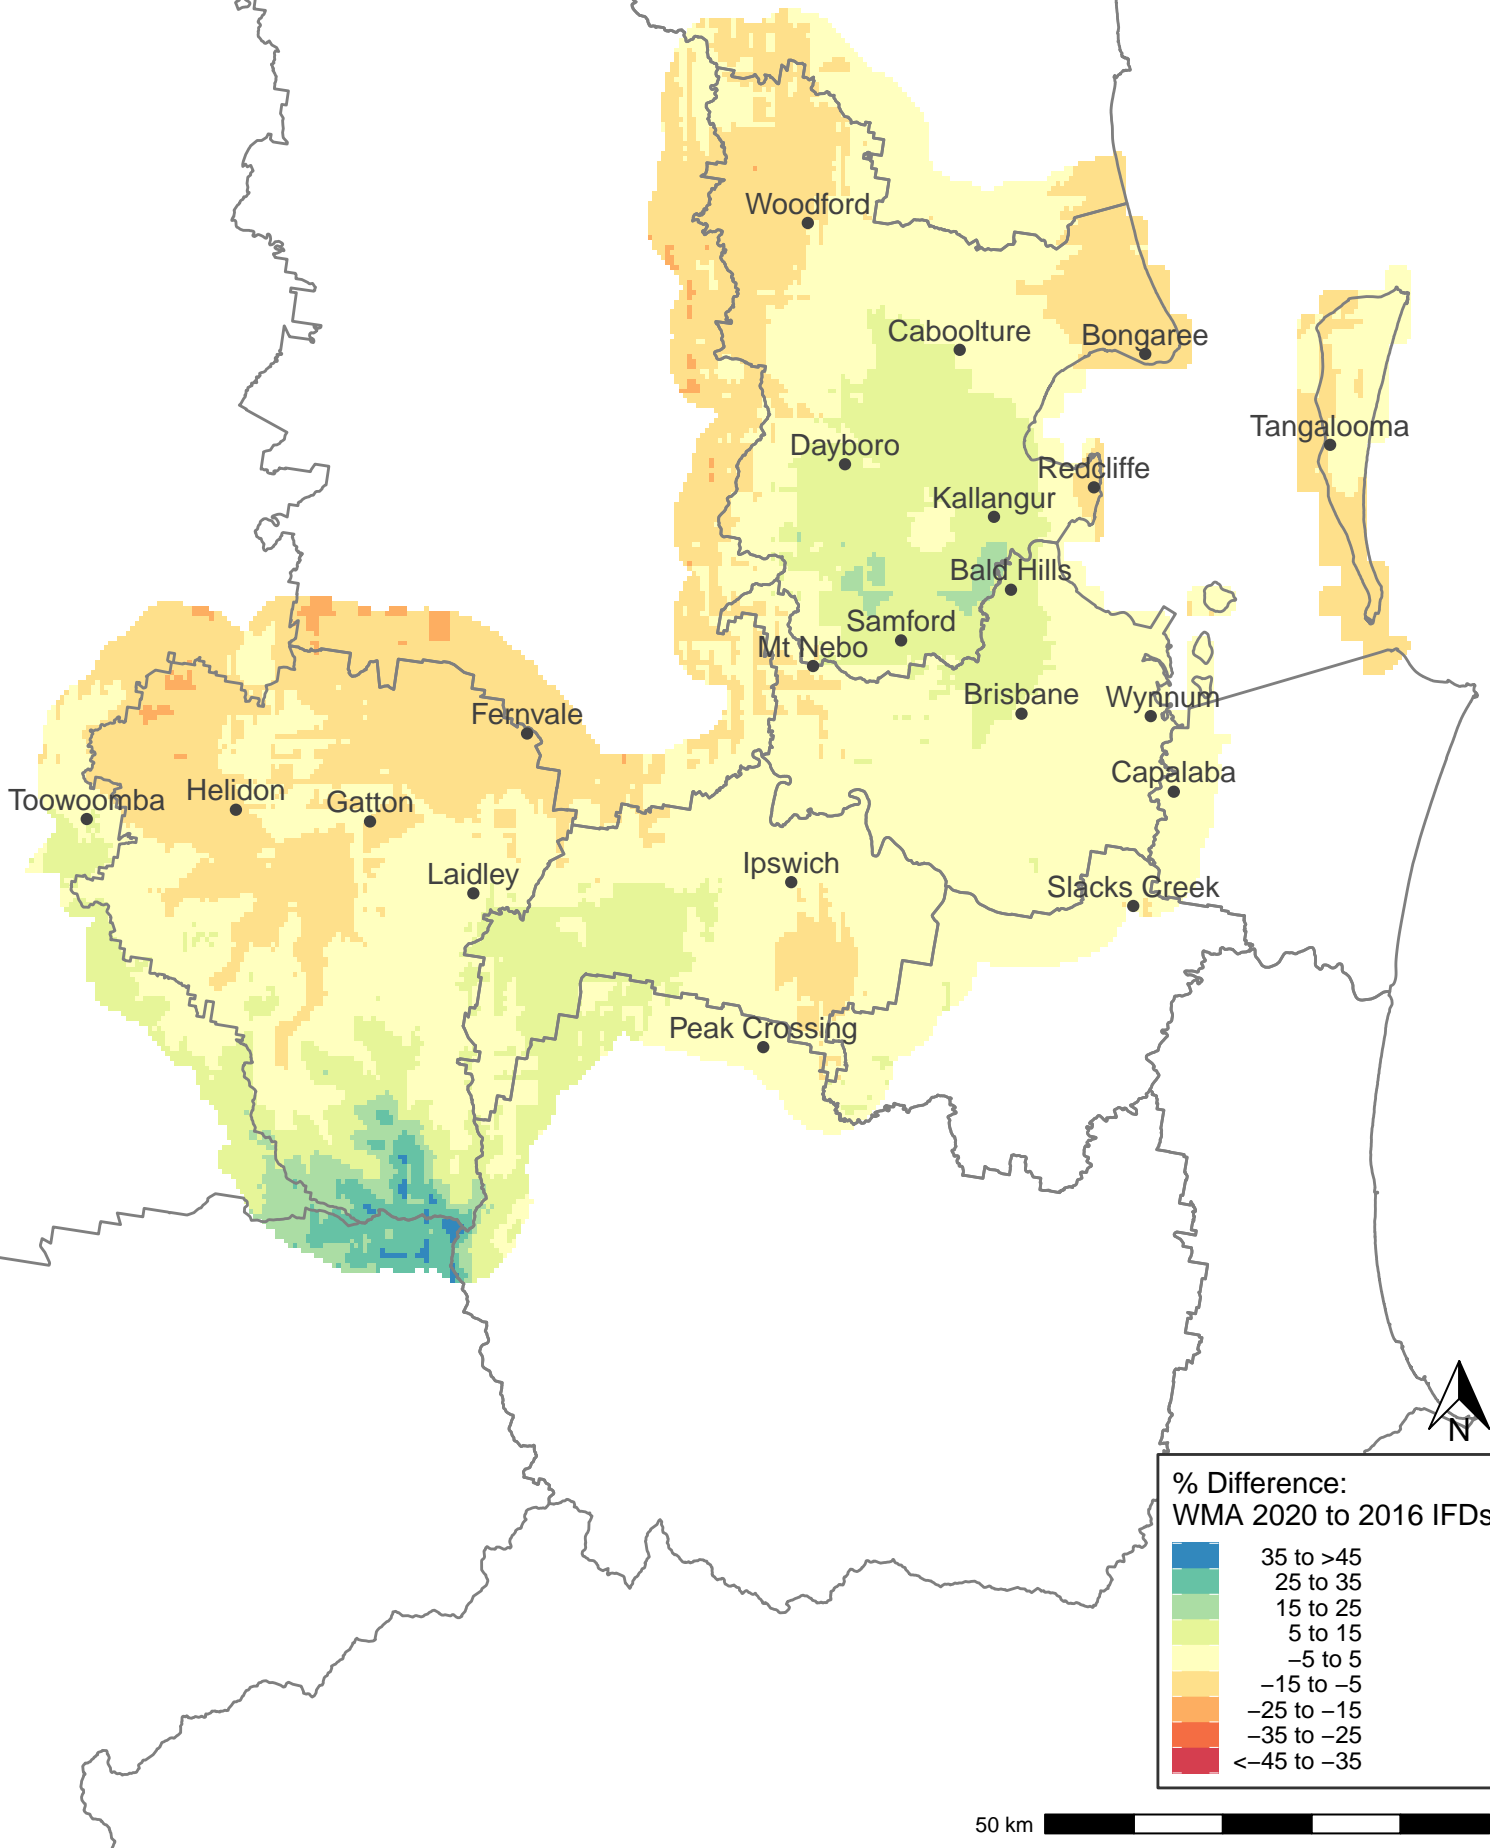 Woodford
Caboolture
Bongaree
Tangalooma
Dayboro
Redcliffe
Kallangur
Bald Hills
Samford
Mt Nebo
Brisbane
Wynnum
Fernvale
Capalaba
Toowoomba
Helidon
Gatton
Ipswich
Laidley
Slacks Creek
Peak Crossing
N
% Difference:
WMA 2020 to 2016 IFDs
35 to >45
25 to 35
15 to 25
5 to 15
−5 to 5
−15 to −5
−25 to −15
−35 to −25
<−45 to −35
50 km